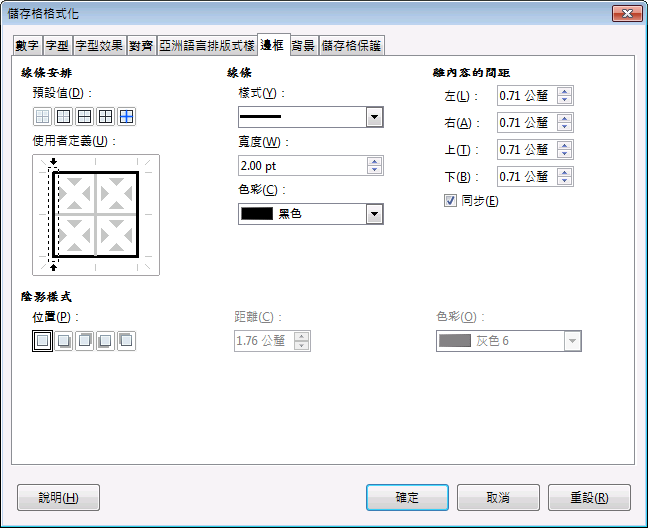 儲存格格式化
數字 字型 字型效果 對齊 亞洲語言排版式樣 邊框 背景 儲存格保護
線條安排 線條 離內容的間距
預設值(D)： 樣式(Y)： 左(L)： 0.71 公釐
右(A)： 0.71 公釐
使用者定義(U)： 寬度(W) 上(T)： 0.71 公釐
2.00 pt 下(B)： 0.71 公釐
色彩(C)： 同步(E)
黑色
陰影樣式
位置(P)： 距離(C)： 色彩(O)：
1.76 公釐 灰色 6
說明(H) 確定 取消 重設(R)